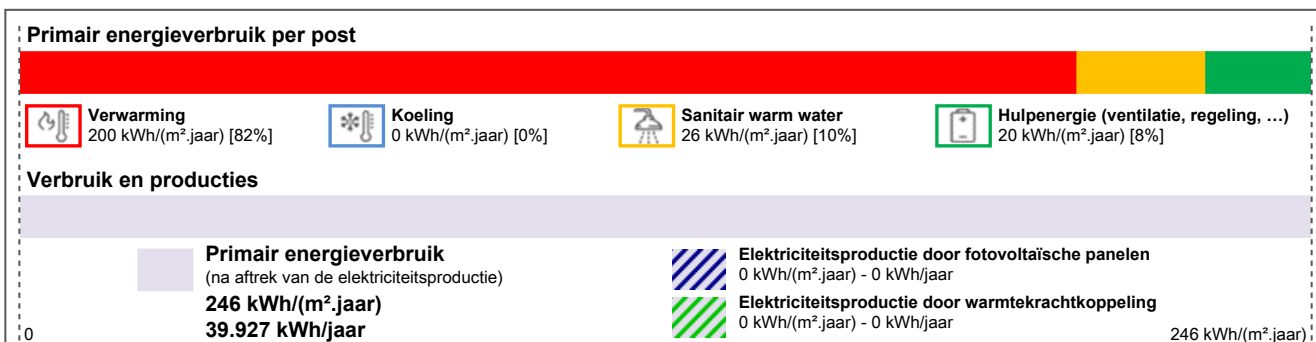 Primair energieverbruik per post
Verwarming
200 kWh/(m².jaar) [82%]
Koeling
0 kWh/(m².jaar) [0%]
Sanitair warm water
26 kWh/(m².jaar) [10%]
Hulpenergie (ventilatie, regeling, …)
20 kWh/(m².jaar) [8%]
Verbruik en producties
Primair energieverbruik
(na aftrek van de elektriciteitsproductie)
246 kWh/(m².jaar)
39.927 kWh/jaar
Elektriciteitsproductie door fotovoltaïsche panelen
0 kWh/(m².jaar) - 0 kWh/jaar
Elektriciteitsproductie door warmtekrachtkoppeling
0 kWh/(m².jaar) - 0 kWh/jaar
0
246 kWh/(m².jaar)